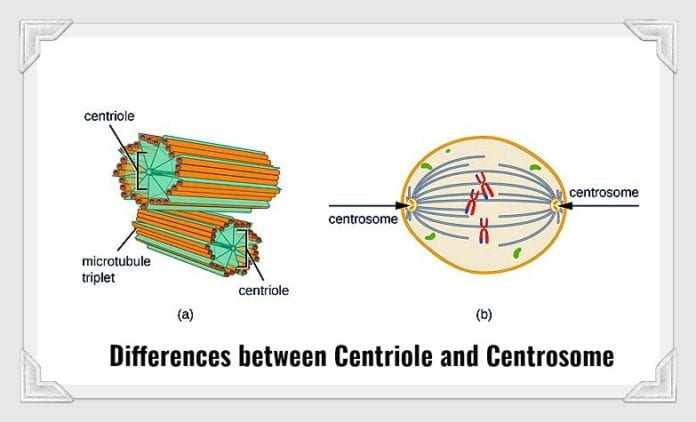 centriole
microtubule
triplet
centriole
(a)
centrosome
centrosome
(b)
Differences between Centriole and Centrosome